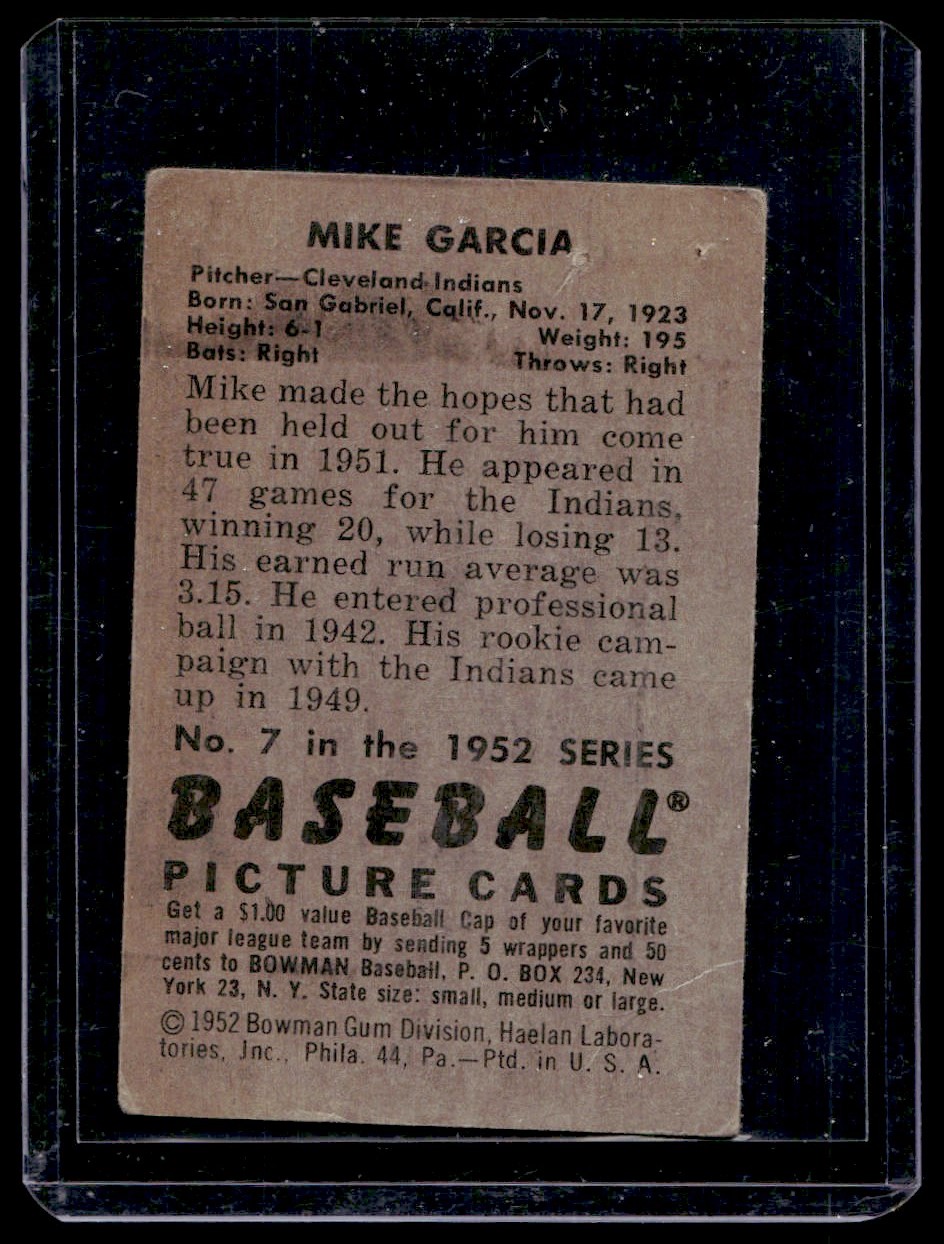 MIKE GARCIA
Pitcher—Cleveland Indians
Born: San Gabriel, Calif., Nov. 17, 1923
Height: 6-1 Weight: 195
Bats: Right Throws: Right
Mike made the hopes that had
been held out for him come
true in 1951. He appeared in
47 games for the Indians,
winning 20, while losing 13.
His earned run average was
3.15. He entered professional
ball in 1942. His rookie cam-
paign with the Indians came
up in 1949.
No. 7 in the 1952 SERIES
BASEBALL®
PICTURE CARDS
Get a $1.00 value Baseball Cap of your favorite
major league team by sending 5 wrappers and 50
cents to BOWMAN Baseball, P. O. BOX 234, New
York 23, N. Y. State size: small, medium or large.
© 1952 Bowman Gum Division, Haelan Labora-
tories, Inc., Phila. 44, Pa.—Ptd. in U. S. A.